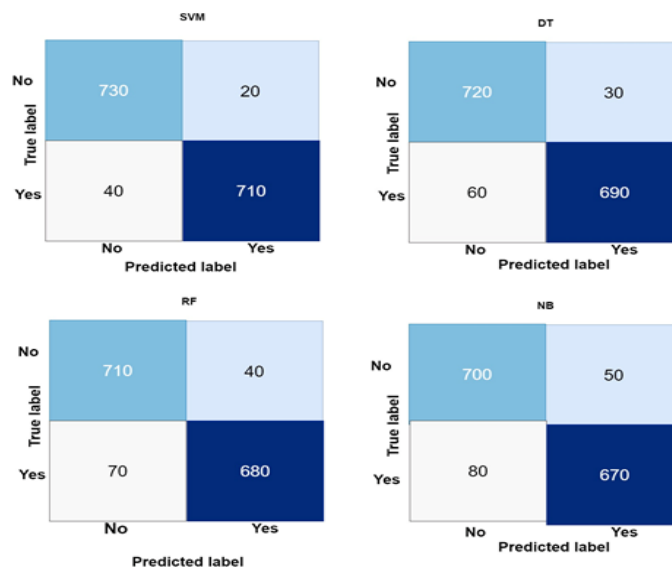 SVM
No
730 20
True label
Yes
40 710
No Yes
Predicted label
DT
No
720 30
True label
Yes
60 690
No Yes
Predicted label
RF
No
710 40
True label
Yes
70 680
No Yes
Predicted label
NB
No
700 50
True label
Yes
80 670
No Yes
Predicted label